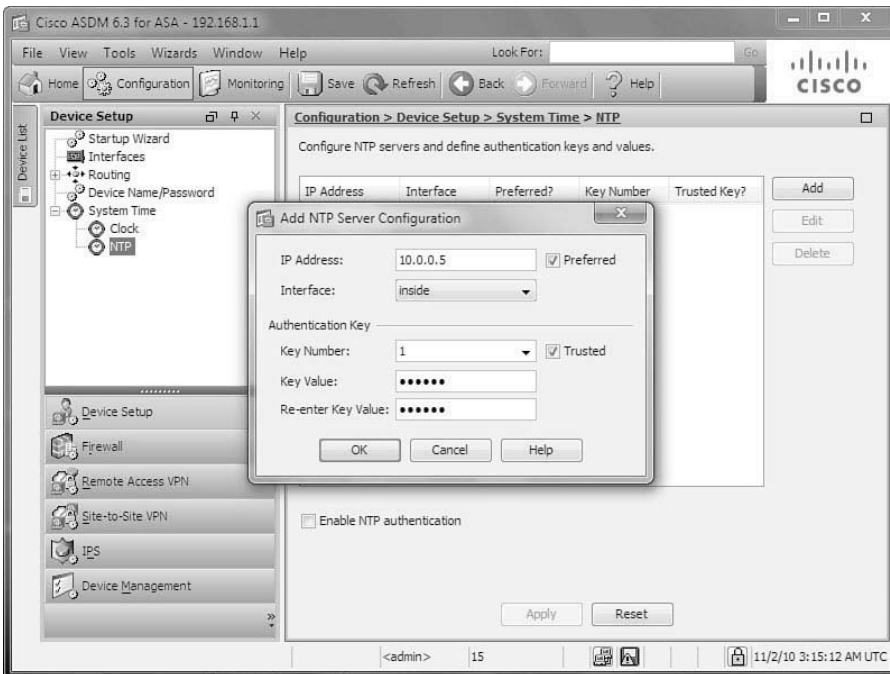 Cisco ASDM 6.3 for ASA - 192.168.1.1
File View Tools Wizards Window Help Look For: Go
Home Configuration Monitoring Save Refresh Back Forward Help
CISCO
Device List
Device Setup
Startup Wizard
Interfaces
Routing
Device Name/Password
System Time
Clock
NTP
Device Setup
Firewall
Remote Access VPN
Site-to-Site VPN
IPS
Device Management
Configuration > Device Setup > System Time > NTP
Configure NTP servers and define authentication keys and values.
IP Address Interface Preferred? Key Number Trusted Key?
Add
Edit
Delete
Add NTP Server Configuration
IP Address: 10.0.0.5 Preferred
Interface: inside
Authentication Key
Key Number: 1 Trusted
Key Value: ••••••
Re-enter Key Value: ••••••
OK Cancel Help
Enable NTP authentication
Apply Reset
<admin> 15 11/2/10 3:15:12 AM UTC